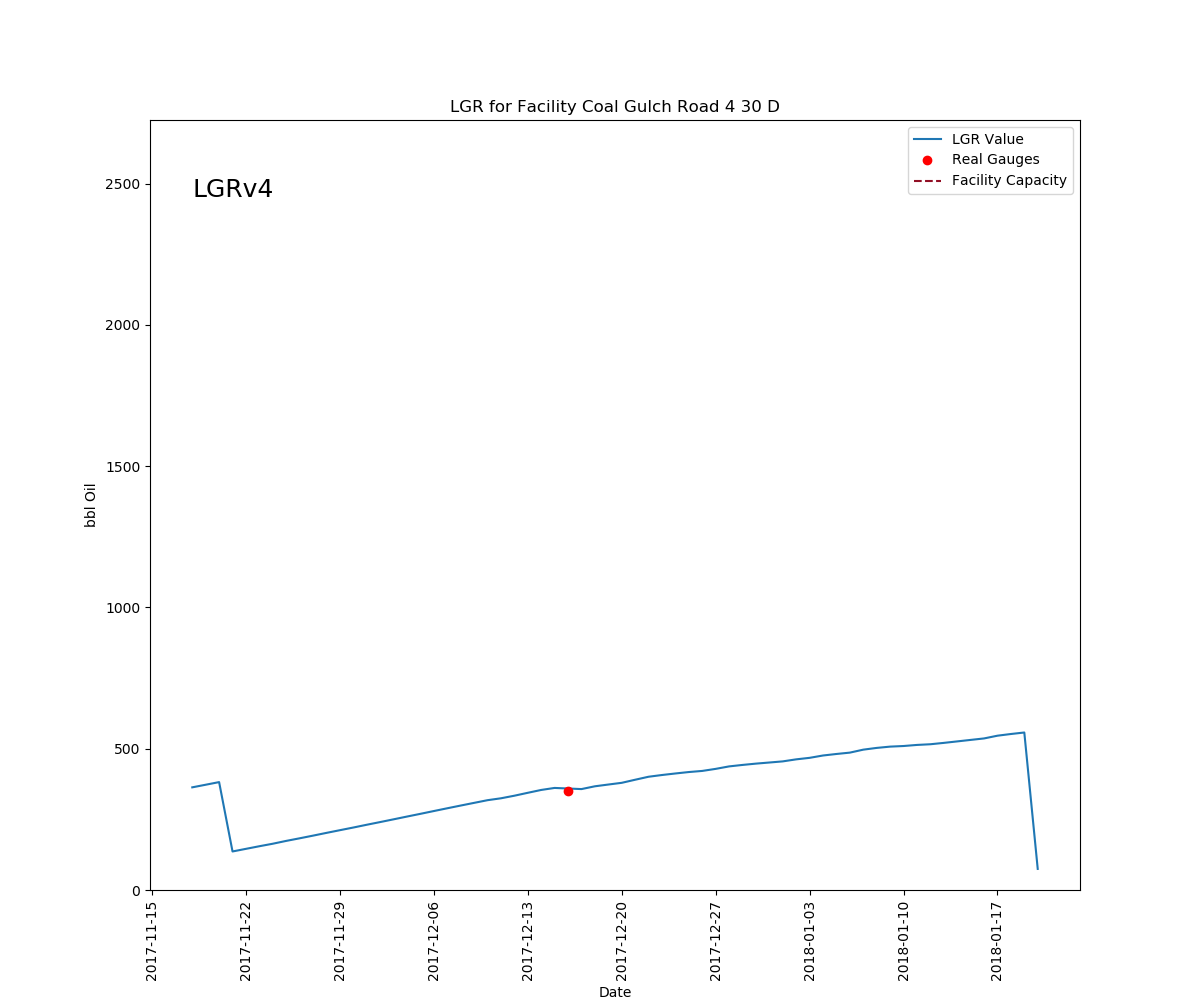 LGR for Facility Coal Gulch Road 4 30 D
LGR Value
Real Gauges
Facility Capacity
LGRv4
2500
2000
1500
1000
500
0
bbl Oil
2017-11-15
2017-11-22
2017-11-29
2017-12-06
2017-12-13
2017-12-20
2017-12-27
2018-01-03
2018-01-10
2018-01-17
Date